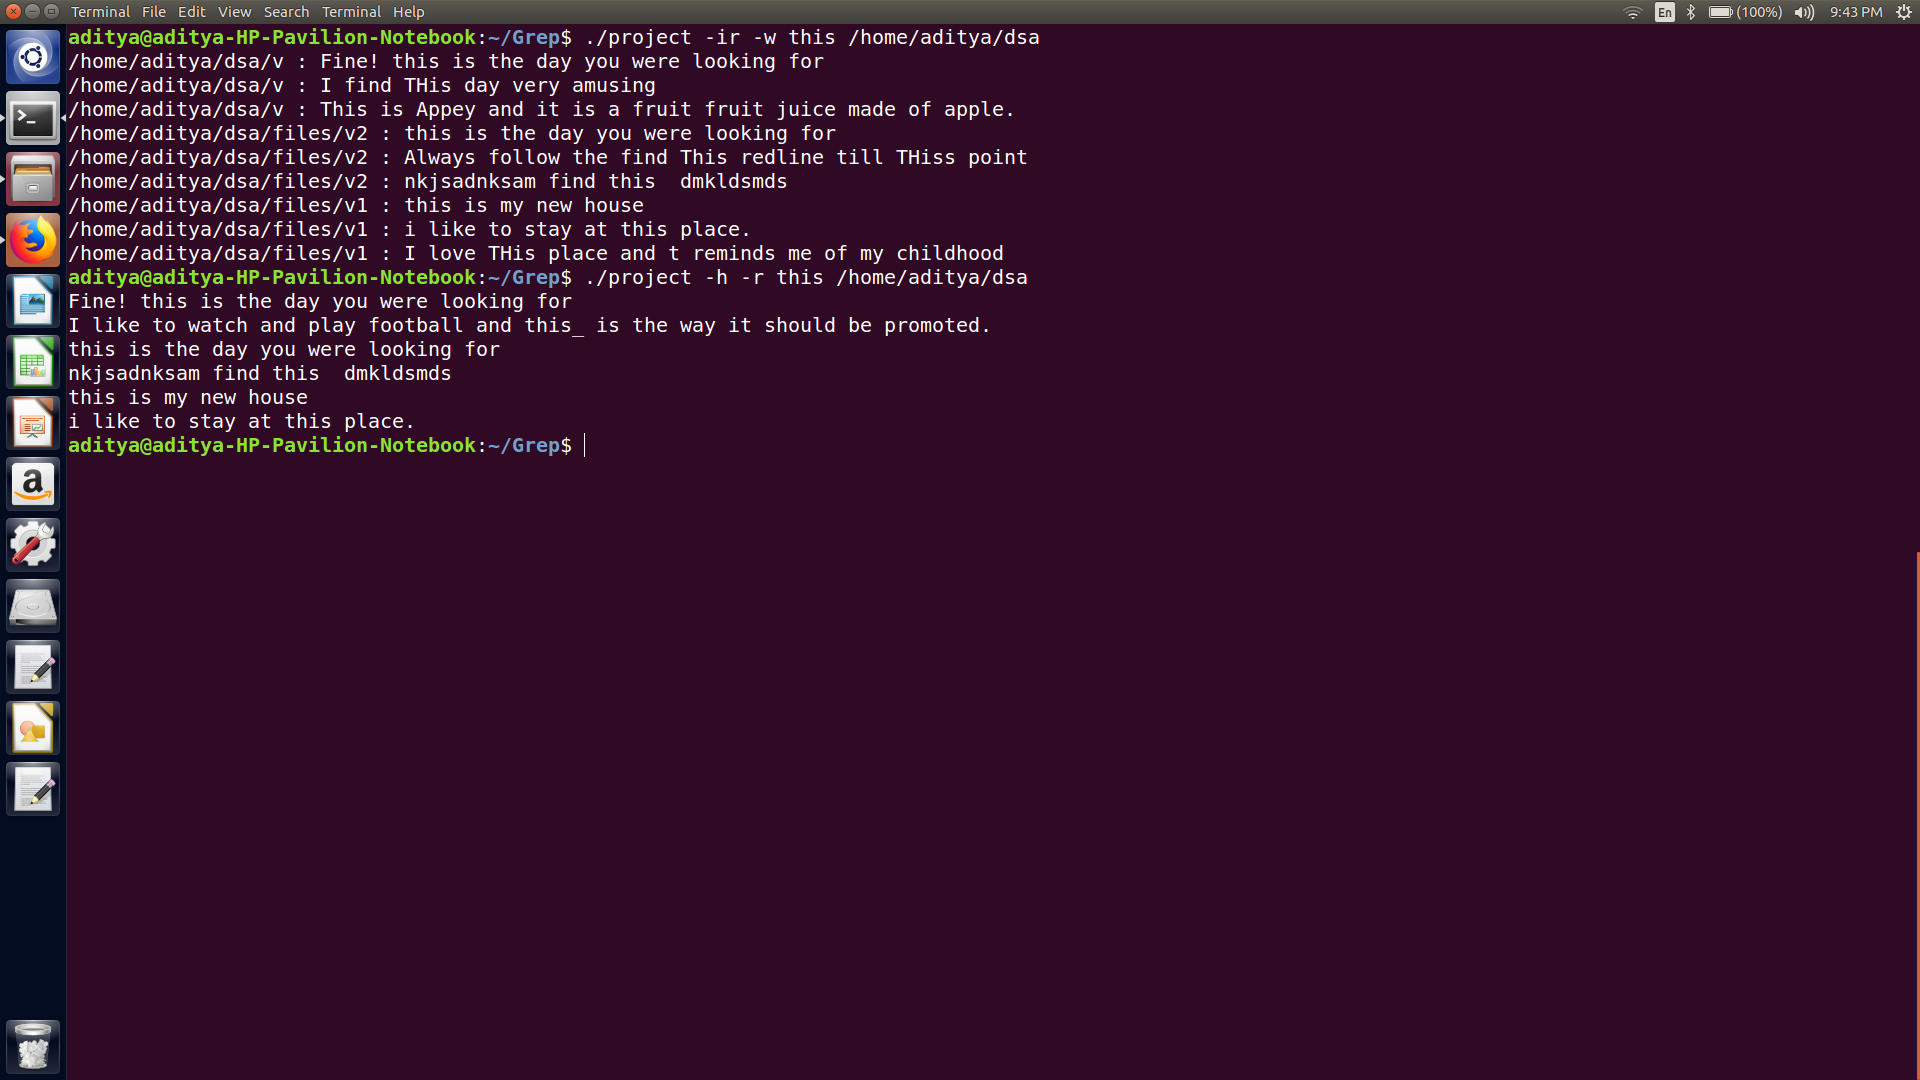 Terminal File Edit View Search Terminal Help En (100%) 9:43 PM
aditya@aditya-HP-Pavilion-Notebook:~/Grep$ ./project -ir -w this /home/aditya/dsa
/home/aditya/dsa/v : Fine! this is the day you were looking for
/home/aditya/dsa/v : I find THis day very amusing
/home/aditya/dsa/v : This is Appey and it is a fruit fruit juice made of apple.
/home/aditya/dsa/files/v2 : this is the day you were looking for
/home/aditya/dsa/files/v2 : Always follow the find This redline till THiss point
/home/aditya/dsa/files/v2 : nkjsadnksam find this  dmkldsmds
/home/aditya/dsa/files/v1 : this is my new house
/home/aditya/dsa/files/v1 : i like to stay at this place.
/home/aditya/dsa/files/v1 : I love THis place and t reminds me of my childhood
aditya@aditya-HP-Pavilion-Notebook:~/Grep$ ./project -h -r this /home/aditya/dsa
Fine! this is the day you were looking for
I like to watch and play football and this_ is the way it should be promoted.
this is the day you were looking for
nkjsadnksam find this  dmkldsmds
this is my new house
i like to stay at this place.
aditya@aditya-HP-Pavilion-Notebook:~/Grep$
a